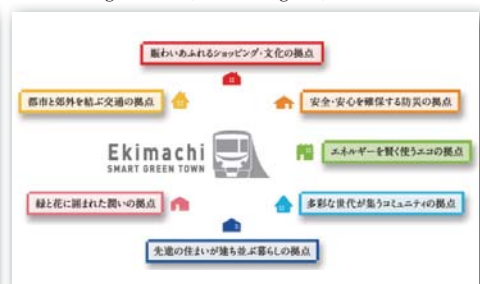 賑わいあふれるショッピング・文化の拠点
都市と郊外を結ぶ交通の拠点
安全・安心を確保する防災の拠点
Ekimachi
SMART GREEN TOWN
エネルギーを賢く使うエコの拠点
緑と花に囲まれた潤いの拠点
多彩な世代が集うコミュニティの拠点
先進の住まいが建ち並ぶ暮らしの拠点